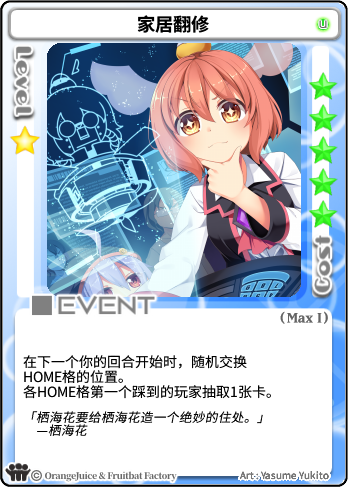 家居翻修
U
Level
Cost
EVENT
(Max 1)
在下一个你的回合开始时，随机交换
HOME格的位置。
各HOME格第一个踩到的玩家抽取1张卡。
「栖海花要给栖海花造一个绝妙的住处。」
—栖海花
© OrangeJuice & Fruitbat Factory
Art: Yasume Yukito